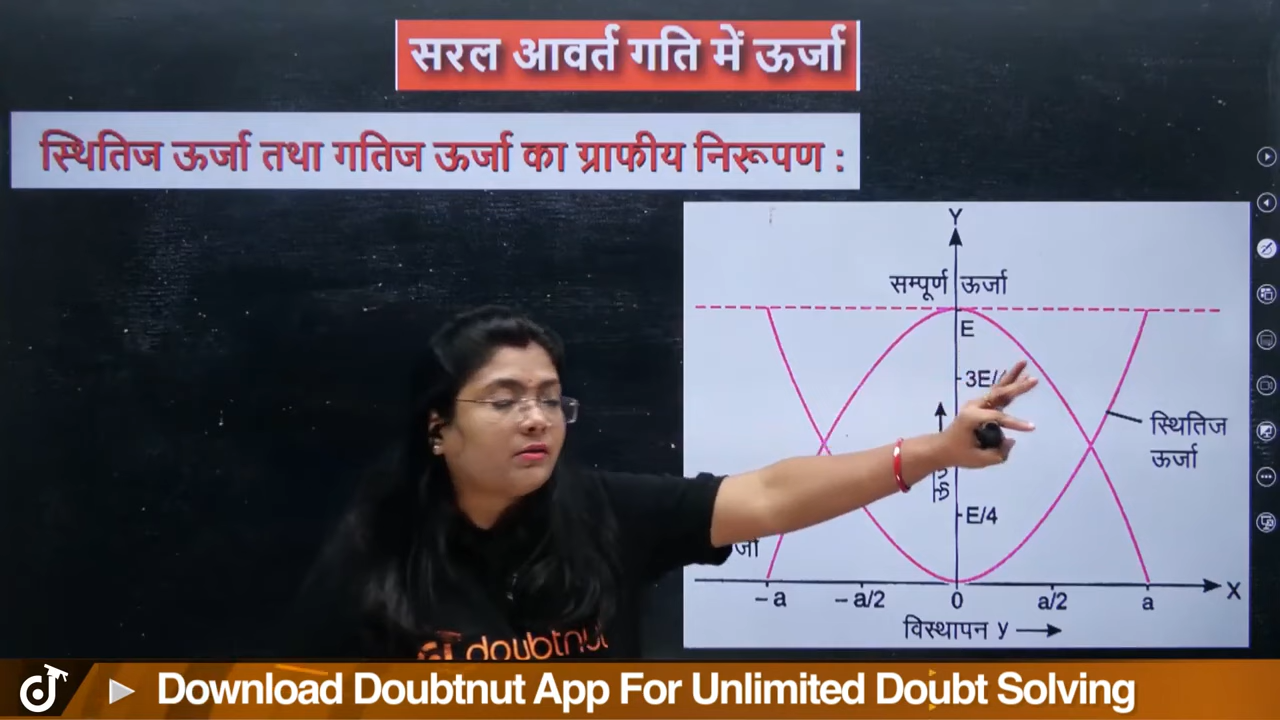 सरल आवर्त गति में ऊर्जा
स्थितिज ऊर्जा तथा गतिज ऊर्जा का ग्राफीय निरूपण :
Y
सम्पूर्ण ऊर्जा
E
स्थितिज
ऊर्जा
E/4
- a
- a/2
0
a/2
a
X
विस्थापन y
doubtnut
Download Doubtnut App For Unlimited Doubt Solving